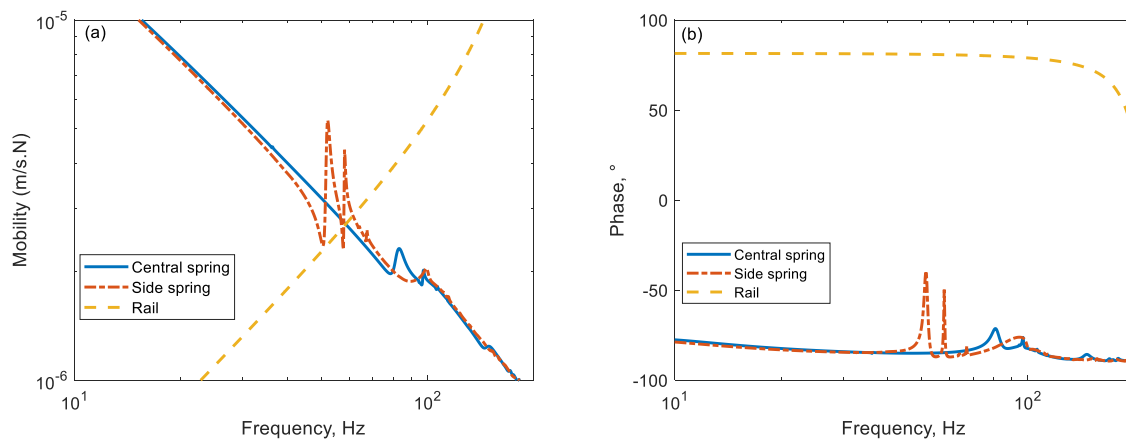 (a)
10^-5
10^-6
10^1
10^2
Mobility (m/s.N)
Frequency, Hz
Central spring
Side spring
Rail
(b)
100
50
0
-50
-100
10^1
10^2
Phase, °
Frequency, Hz
Central spring
Side spring
Rail